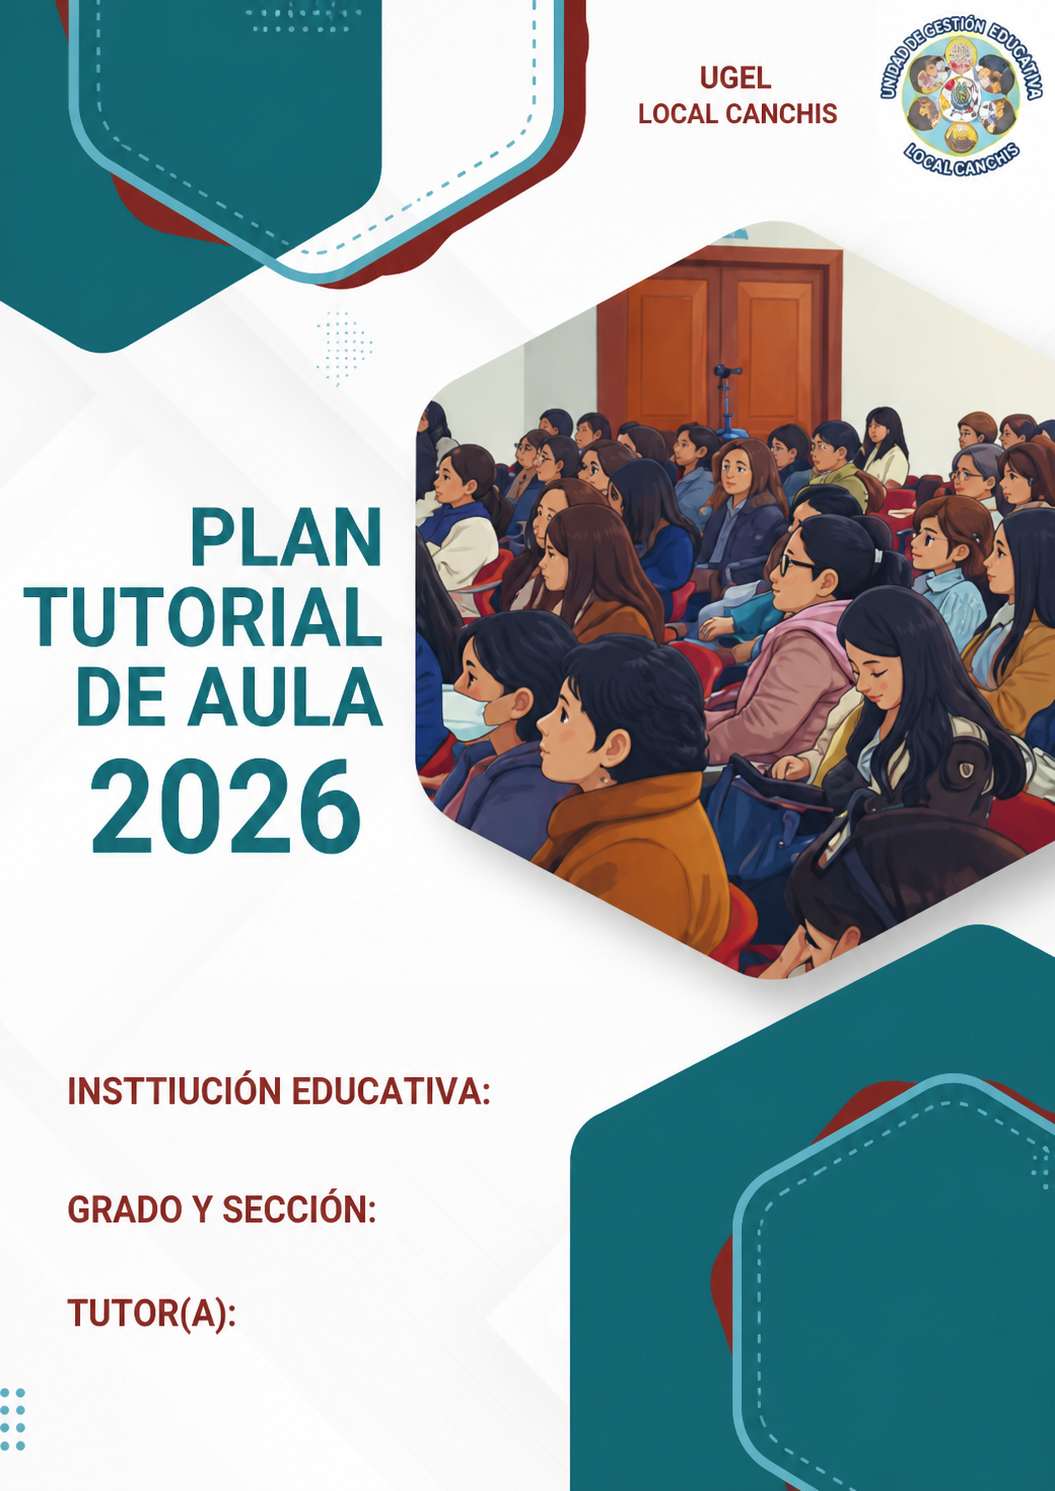 UGEL
LOCAL CANCHIS
UNIDAD DE GESTIÓN EDUCATIVA
LOCAL CANCHIS
PLAN
TUTORIAL
DE AULA
2026
INSTTIUCIÓN EDUCATIVA:
GRADO Y SECCIÓN:
TUTOR(A):